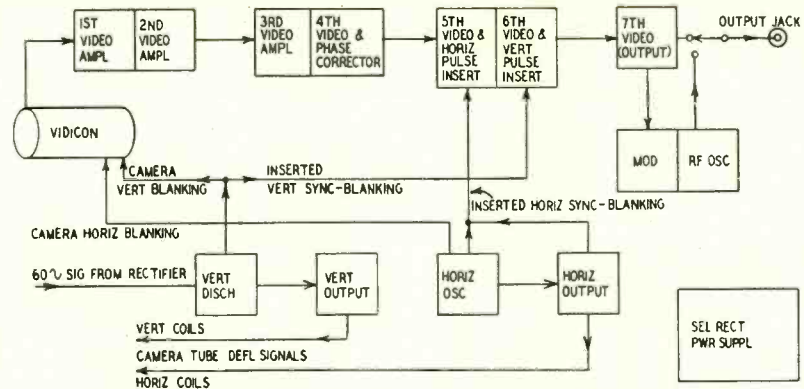 1ST
VIDEO
AMPL
2ND
VIDEO
AMPL
3RD
VIDEO
AMPL
4TH
VIDEO &
PHASE
CORRECTOR
5TH
VIDEO &
HORIZ
PULSE
INSERT
6TH
VIDEO &
VERT
PULSE
INSERT
7TH
VIDEO
(OUTPUT)
OUTPUT JACK
VIDICON
MOD
RF OSC
CAMERA
VERT BLANKING
INSERTED
VERT SYNC-BLANKING
INSERTED HORIZ SYNC-BLANKING
CAMERA HORIZ BLANKING
60∿ SIG FROM RECTIFIER
VERT
DISCH
VERT
OUTPUT
HORIZ
OSC
HORIZ
OUTPUT
VERT COILS
CAMERA TUBE DEFL SIGNALS
HORIZ COILS
SEL RECT
PWR SUPPL